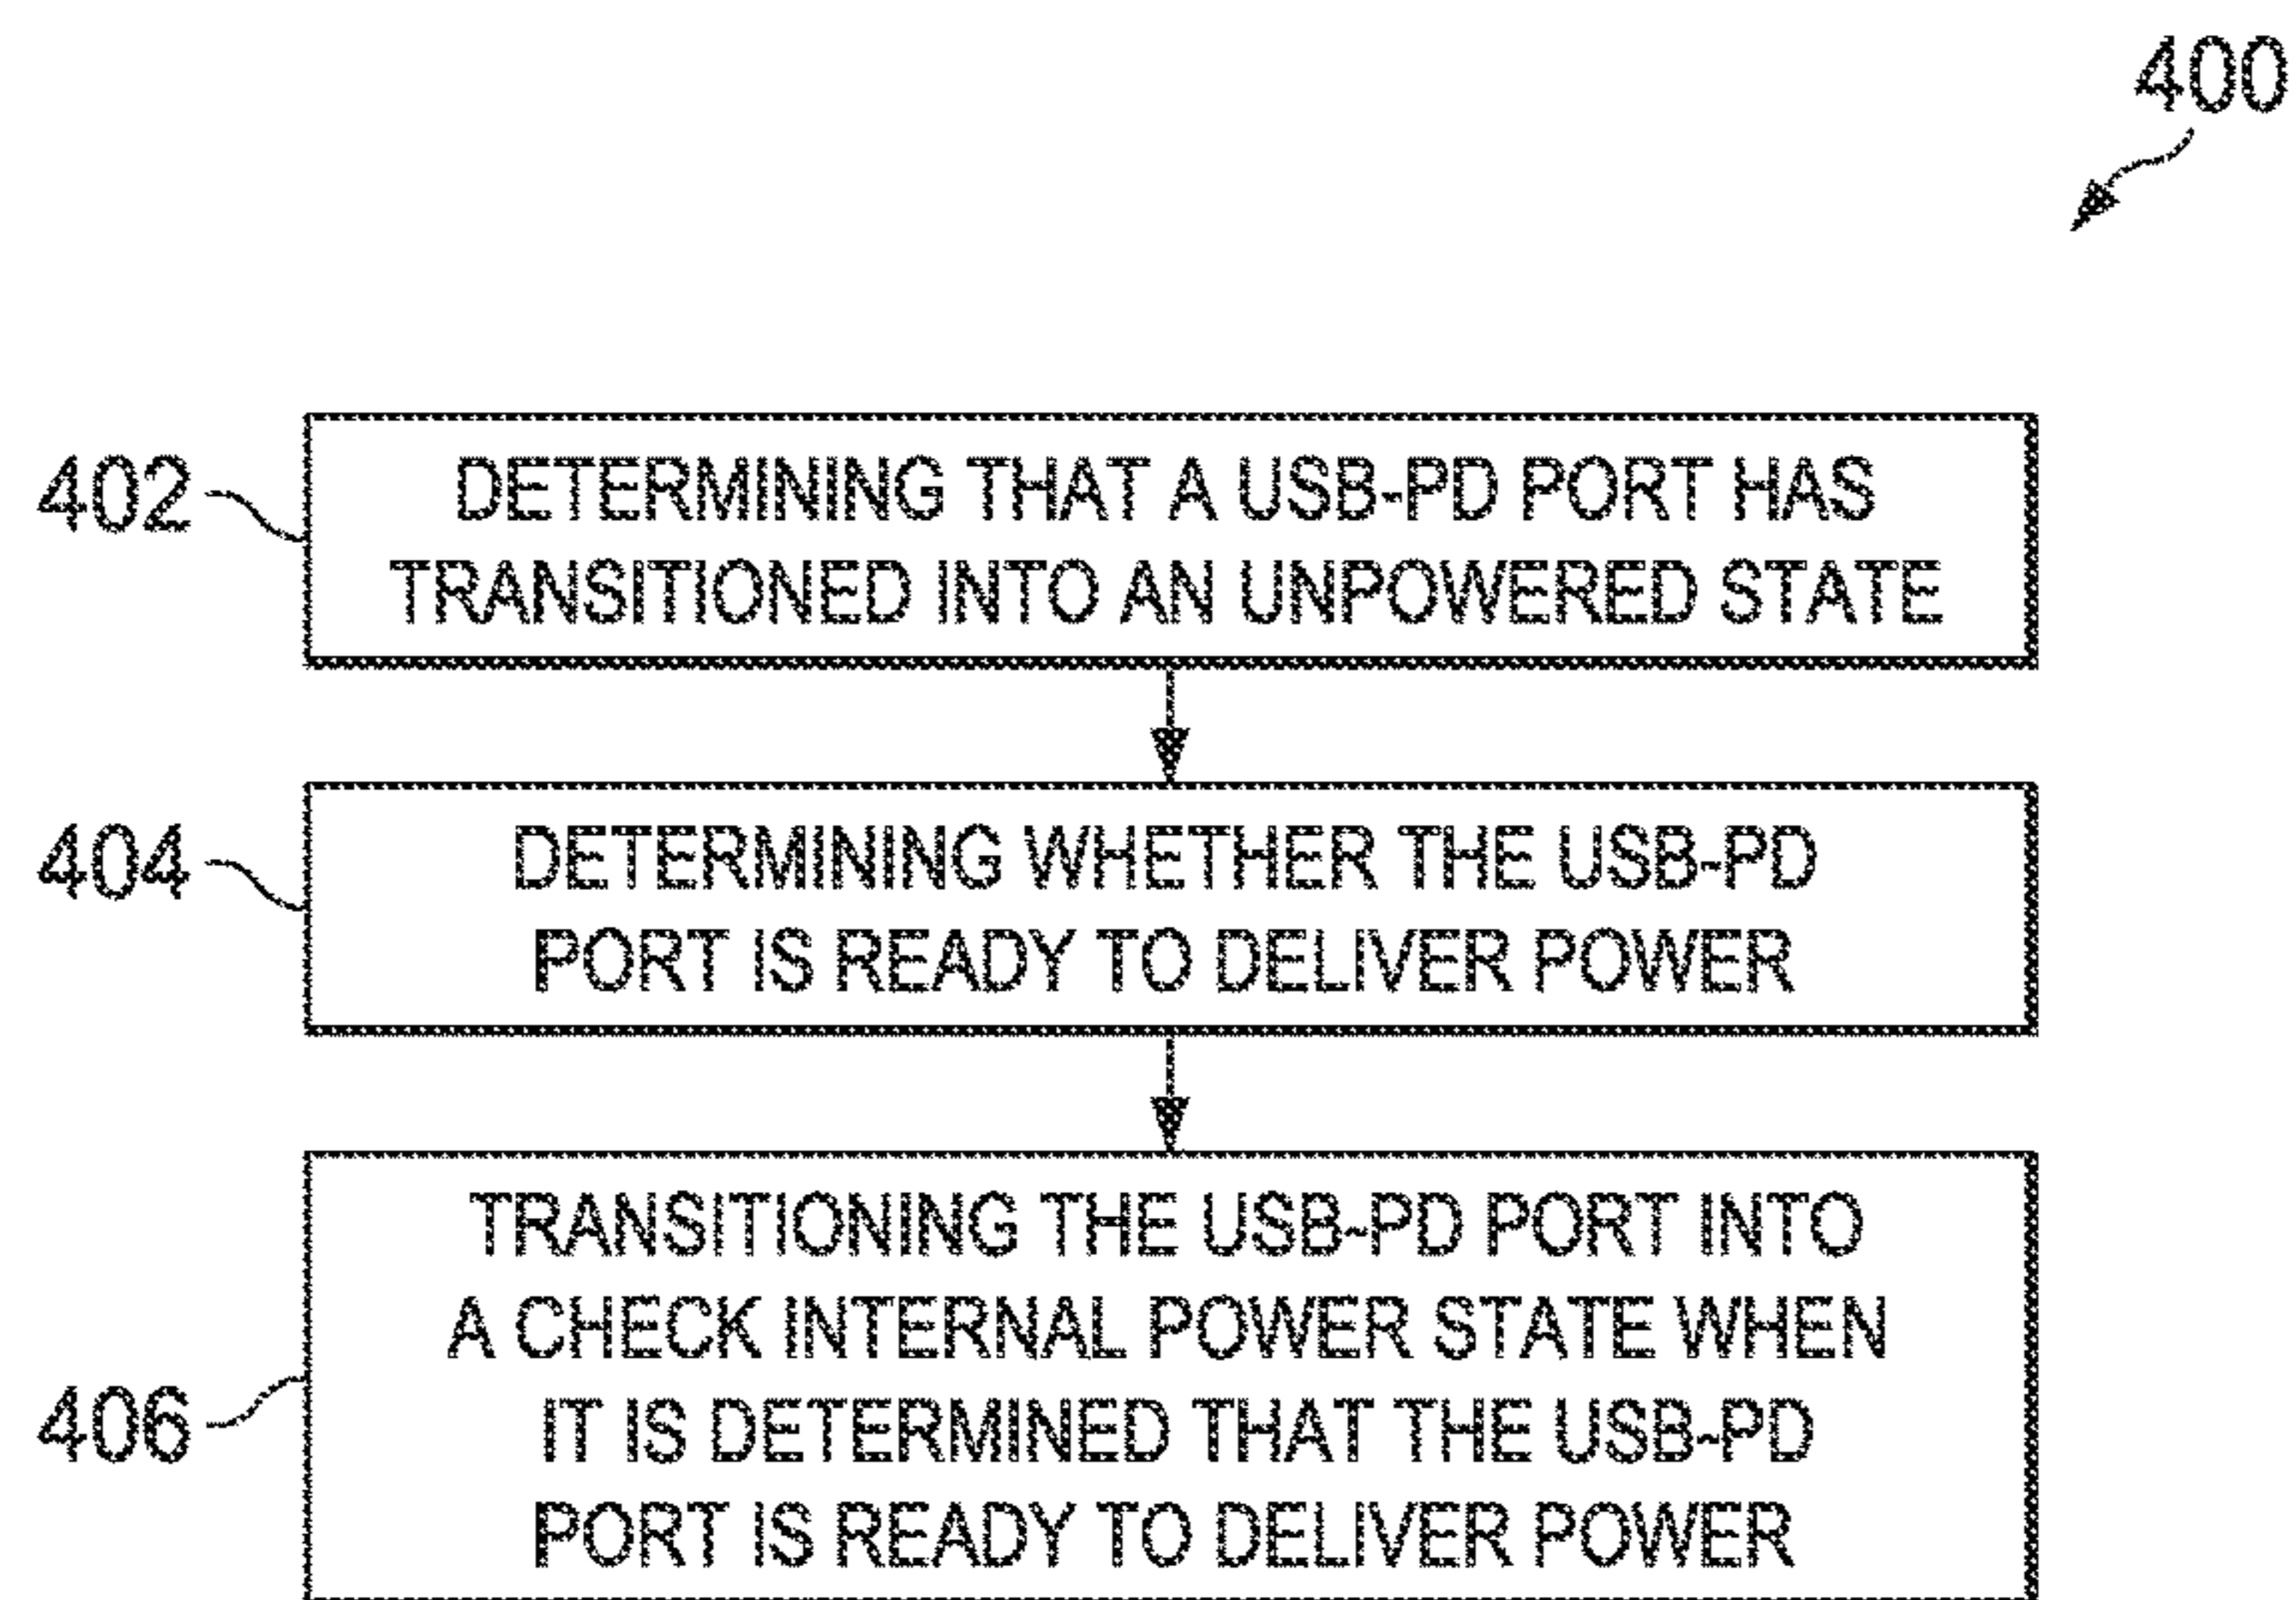 400
402
DETERMINING THAT A USB-PD PORT HAS
TRANSITIONED INTO AN UNPOWERED STATE
404
DETERMINING WHETHER THE USB-PD
PORT IS READY TO DELIVER POWER
406
TRANSITIONING THE USB-PD PORT INTO
A CHECK INTERNAL POWER STATE WHEN
IT IS DETERMINED THAT THE USB-PD
PORT IS READY TO DELIVER POWER